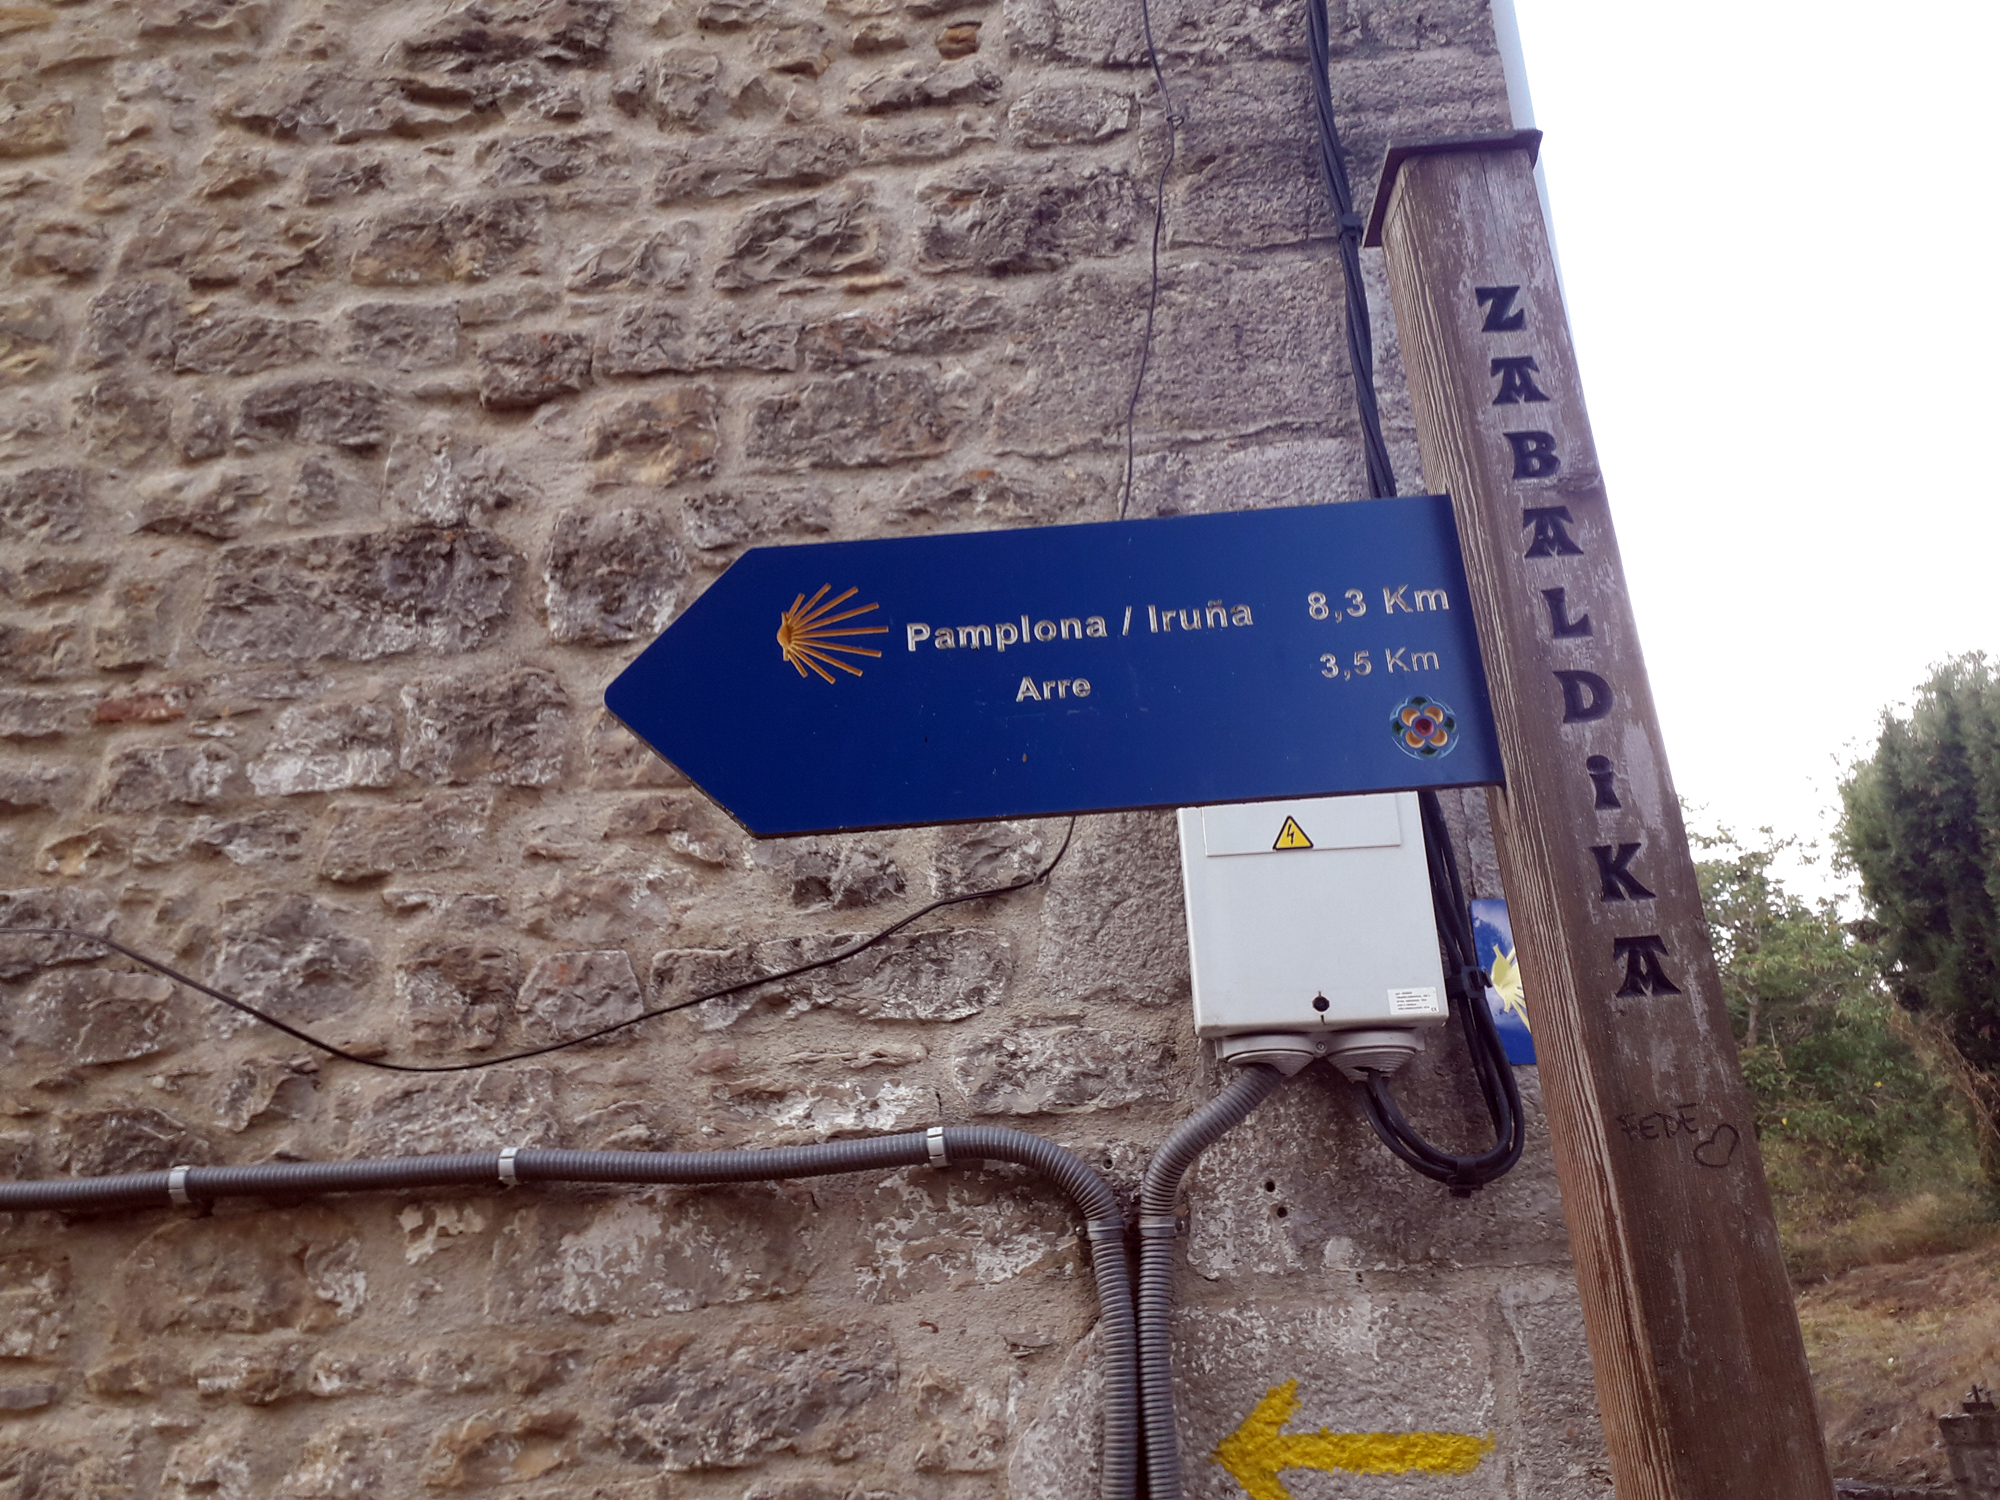 Pamplona / Iruña 8,3 Km
Arre 3,5 Km
ZABALDiKA
FEDE